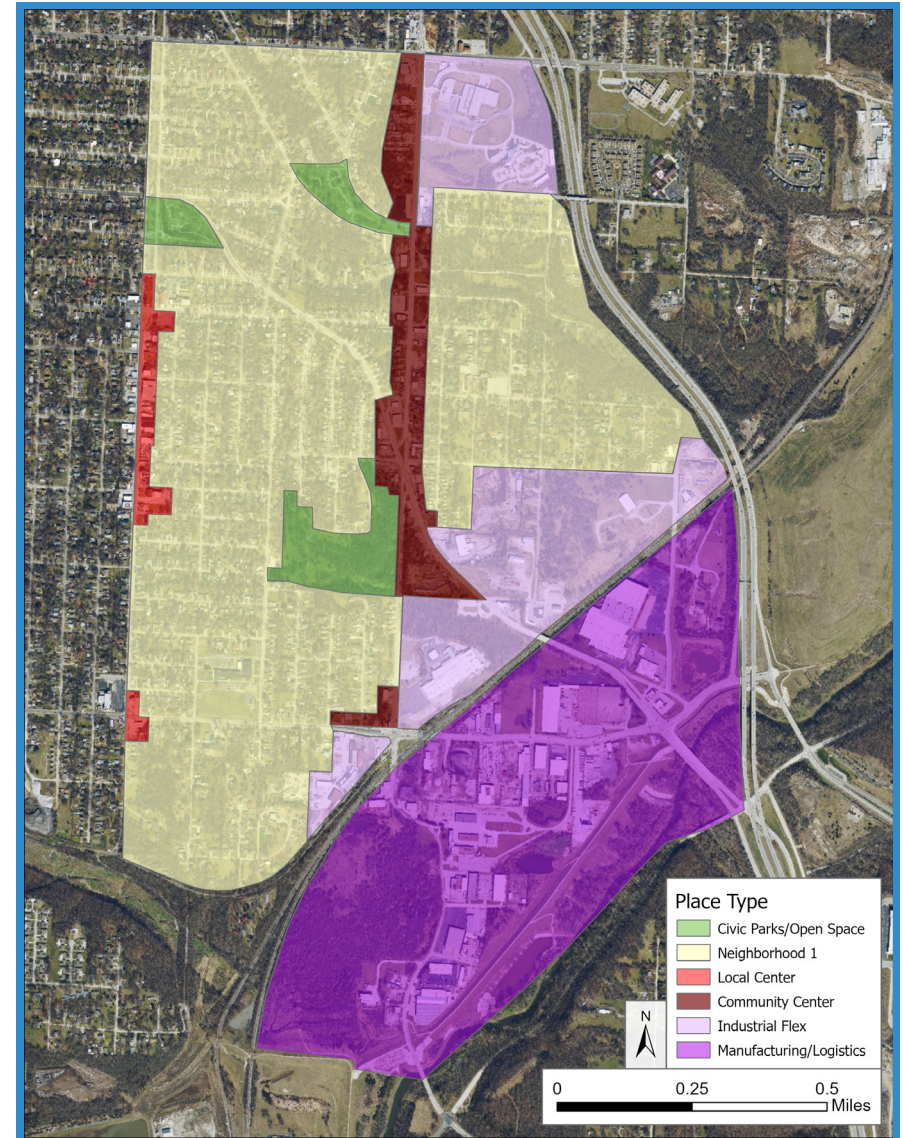 Place Type
Civic Parks/Open Space
Neighborhood 1
Local Center
Community Center
Industrial Flex
Manufacturing/Logistics
N
0 0.25 0.5
Miles